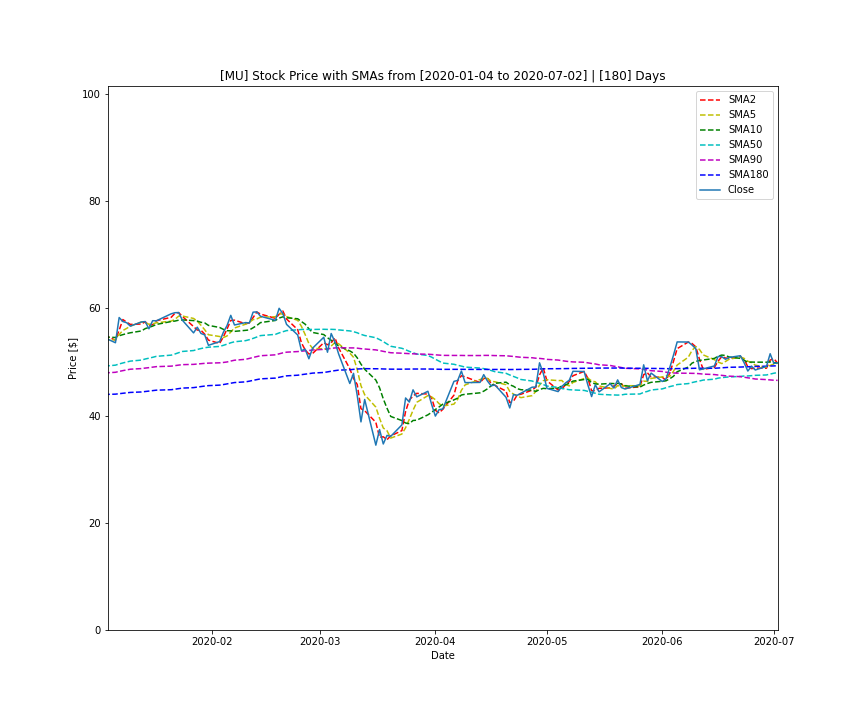 [MU] Stock Price with SMAs from [2020-01-04 to 2020-07-02] | [180] Days
SMA2
SMA5
SMA10
SMA50
SMA90
SMA180
Close
Price [$]
100
80
60
40
20
0
2020-02
2020-03
2020-04
2020-05
2020-06
2020-07
Date